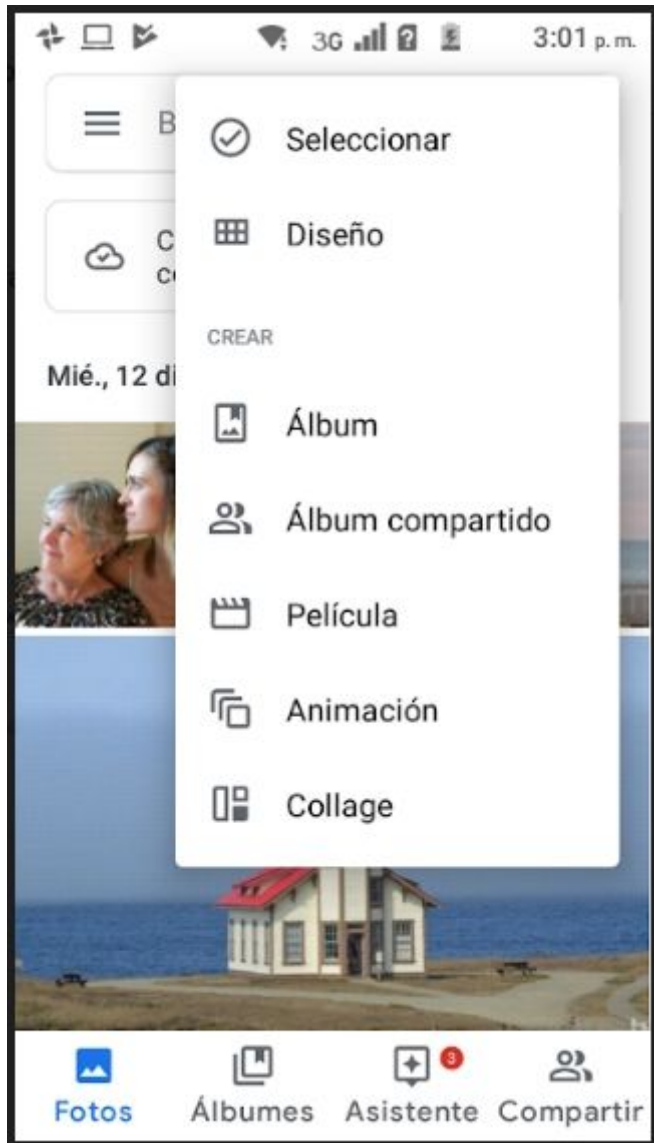 3G 3:01 p.m.
Seleccionar
Diseño
CREAR
Mié., 12 di
Álbum
Álbum compartido
Película
Animación
Collage
3
Fotos Álbumes Asistente Compartir